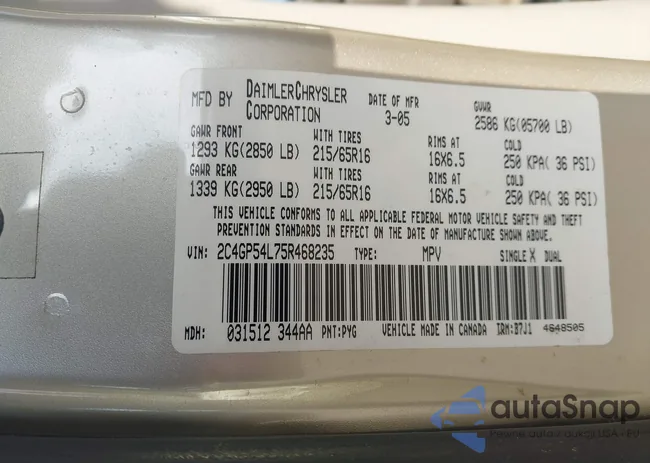 MFD BY DAIMLERCHRYSLER CORPORATION DATE OF MFR 3-05 GVWR 2586 KG(05700 LB)
GAWR FRONT WITH TIRES RIMS AT COLD
1293 KG(2850 LB) 215/65R16 16X6.5 250 KPA( 36 PSI)
GAWR REAR WITH TIRES RIMS AT COLD
1339 KG(2950 LB) 215/65R16 16X6.5 250 KPA( 36 PSI)
THIS VEHICLE CONFORMS TO ALL APPLICABLE FEDERAL MOTOR VEHICLE SAFETY AND THEFT
PREVENTION STANDARDS IN EFFECT ON THE DATE OF MANUFACTURE SHOWN ABOVE.
VIN: 2C4GP54L75R468235 TYPE: MPV SINGLE X DUAL
MDH: 031512 344AA PNT:PYG VEHICLE MADE IN CANADA IRM:B7J1 4648505
autoSnap